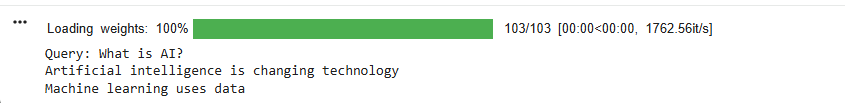 Loading weights: 100% 103/103 [00:00<00:00, 1762.56it/s]
Query: What is AI?
Artificial intelligence is changing technology
Machine learning uses data